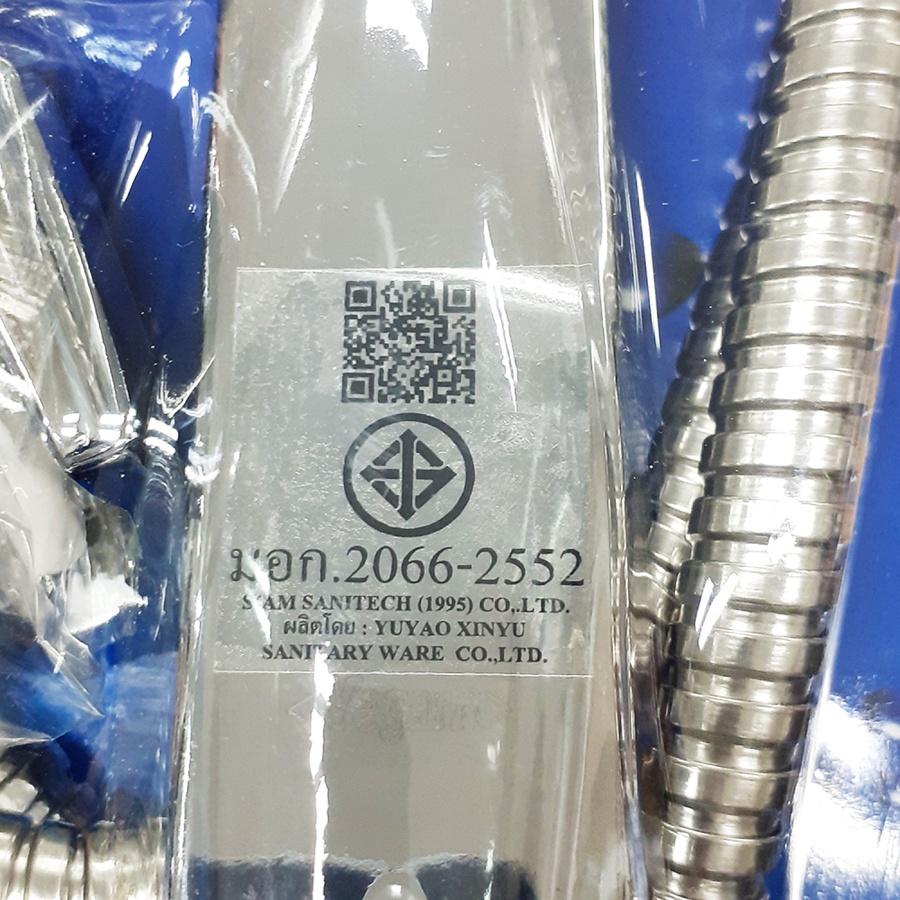 มอก.2066-2552
SIAM SANITECH (1995) CO,.LTD.
ผลิตโดย : YUYAO XINYU
SANITARY WARE CO.,LTD.